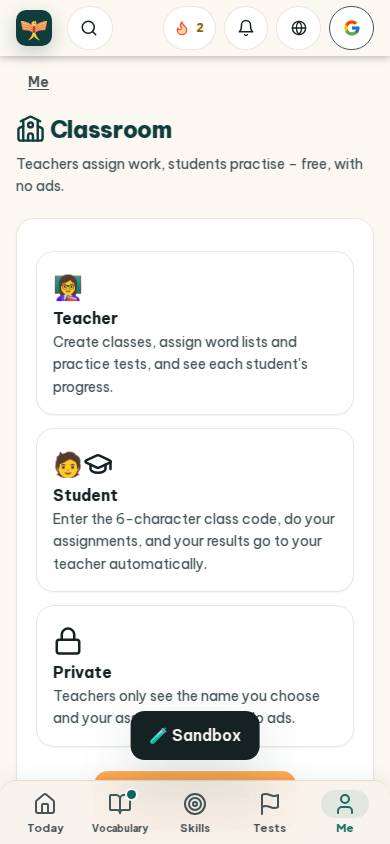 2
Me
Classroom
Teachers assign work, students practise – free, with
no ads.
Teacher
Create classes, assign word lists and
practice tests, and see each student's
progress.
Student
Enter the 6-character class code, do your
assignments, and your results go to your
teacher automatically.
Private
Teachers only see the name you choose
and your
ads.
Sandbox
Today
Vocabulary
Skills
Tests
Me